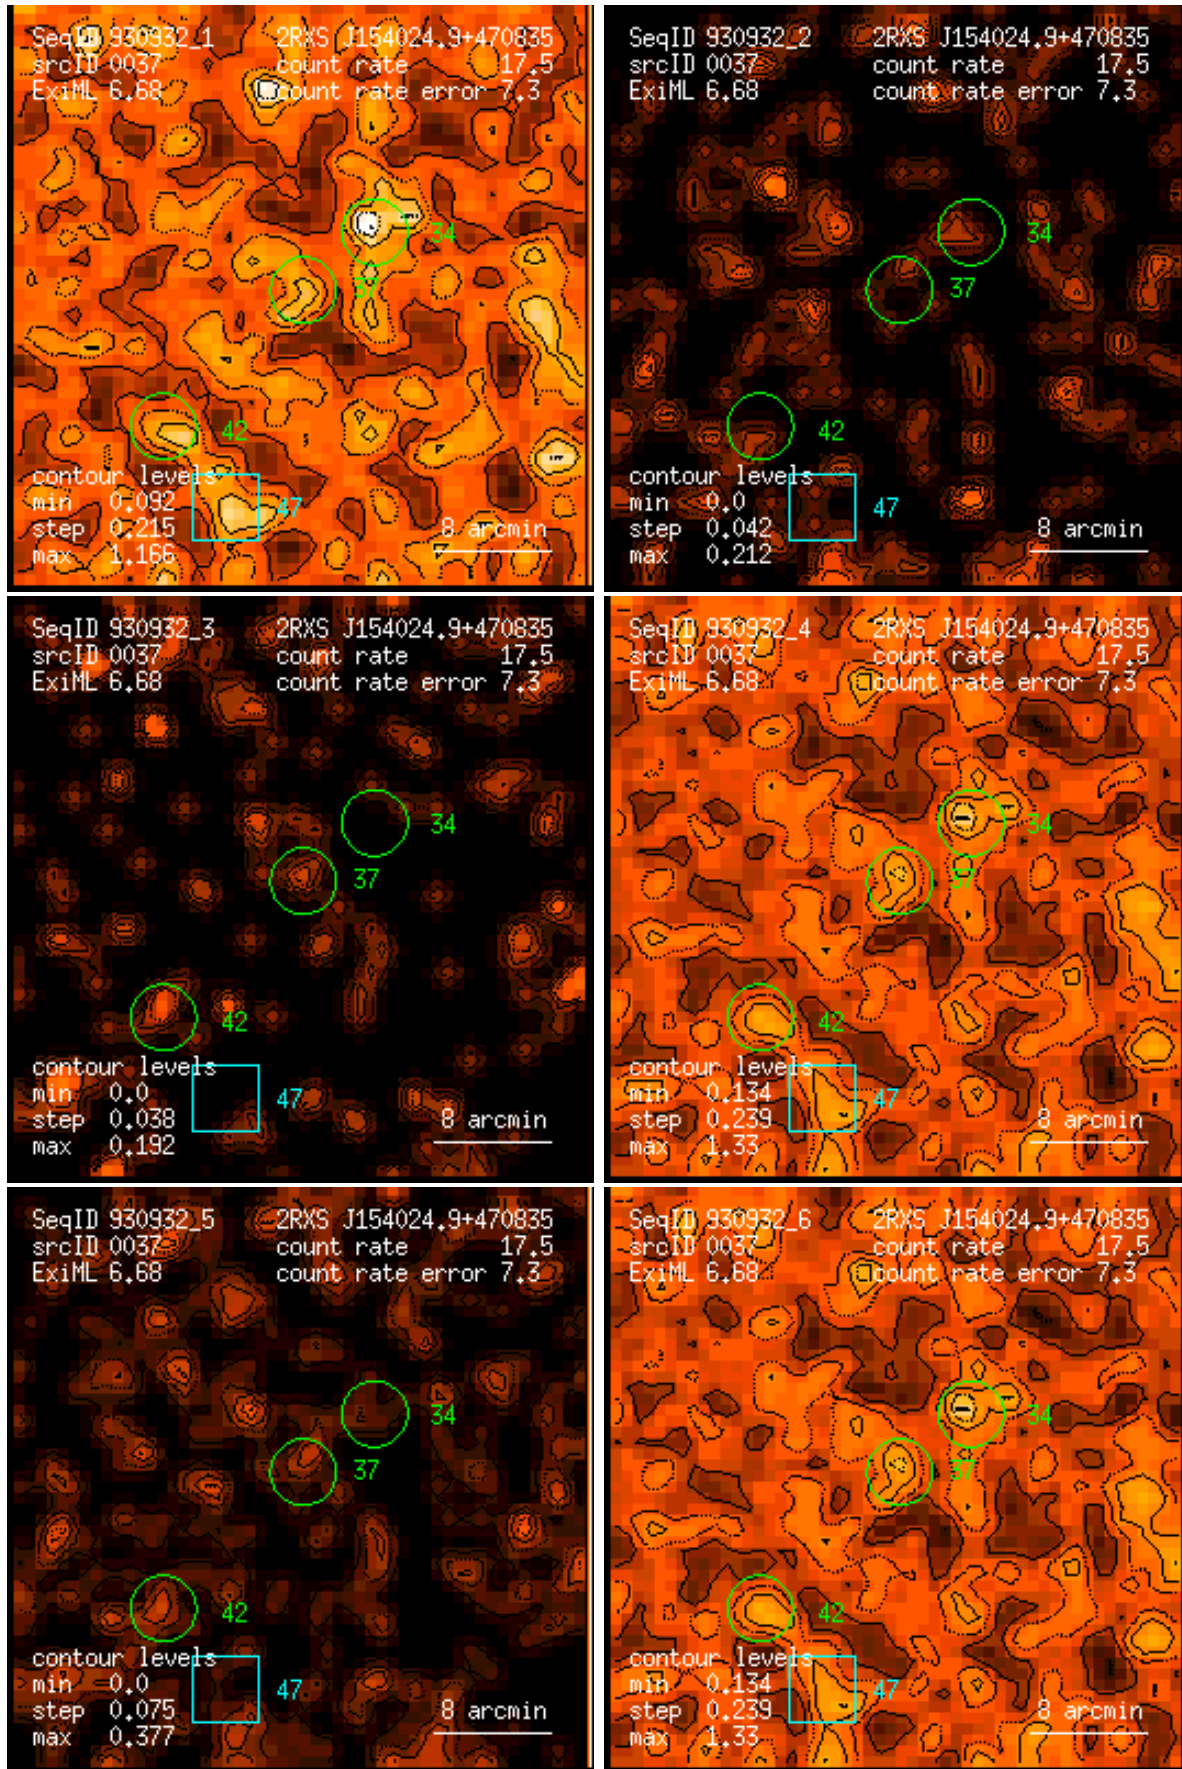 SeqID 930932_1 2RXS J154024.9+470835
srcID 0037 count rate 17.5
ExiML 6.68 count rate error 7.3
34
37
42
contour levels
min 0.092 47
step 0.215 8 arcmin
max 1.166
SeqID 930932_2 2RXS J154024.9+470835
srcID 0037 count rate 17.5
ExiML 6.68 count rate error 7.3
34
37
42
contour levels
min 0.0 47
step 0.042 8 arcmin
max 0.212
SeqID 930932_3 2RXS J154024.9+470835
srcID 0037 count rate 17.5
ExiML 6.68 count rate error 7.3
34
37
42
contour levels
min 0.0 47
step 0.038 8 arcmin
max 0.192
SeqID 930932_4 2RXS J154024.9+470835
srcID 0037 count rate 17.5
ExiML 6.68 count rate error 7.3
34
37
42
contour levels
min 0.134 47
step 0.239 8 arcmin
max 1.33
SeqID 930932_5 2RXS J154024.9+470835
srcID 0037 count rate 17.5
ExiML 6.68 count rate error 7.3
34
37
42
contour levels
min 0.0 47
step 0.075 8 arcmin
max 0.377
SeqID 930932_6 2RXS J154024.9+470835
srcID 0037 count rate 17.5
ExiML 6.68 count rate error 7.3
34
37
42
contour levels
min 0.134 47
step 0.239 8 arcmin
max 1.33